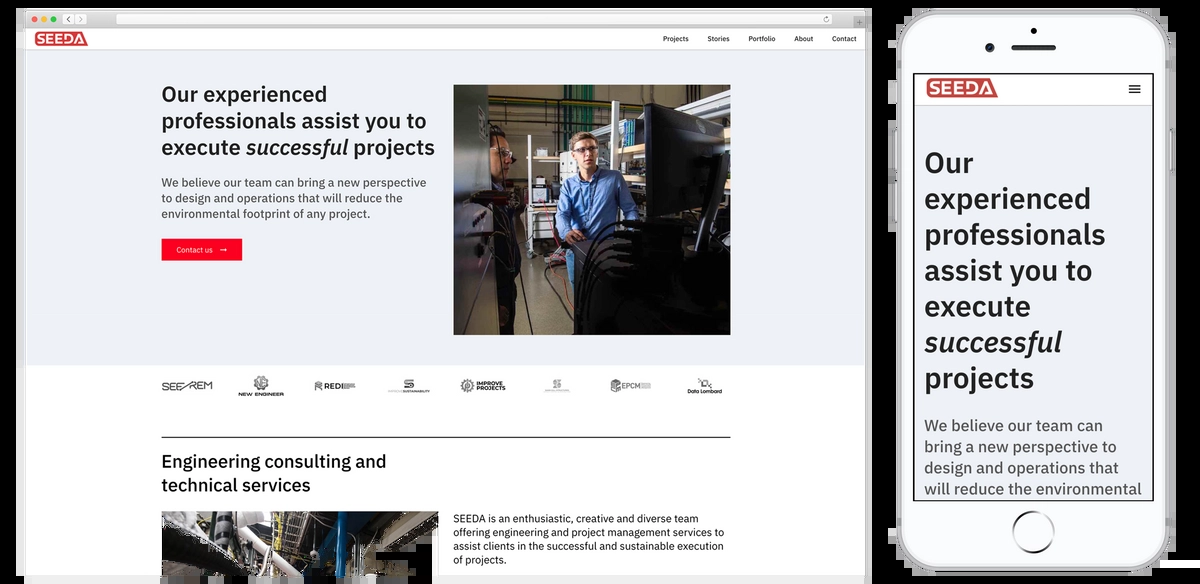 SEEDA
Projects Stories Portfolio About Contact
Our experienced
professionals assist you to
execute successful projects
We believe our team can bring a new perspective
to design and operations that will reduce the
environmental footprint of any project.
Contact us →
NEW ENGINEER
REDI
SUSTAINABILITY
IMPROVE
PROJECTS
EPCM
Data Lombard
Engineering consulting and
technical services
SEEDA is an enthusiastic, creative and diverse team
offering engineering and project management services to
assist clients in the successful and sustainable execution
of projects.
SEEDA
Our
experienced
professionals
assist you to
execute
successful
projects
We believe our team can
bring a new perspective to
design and operations that
will reduce the environmental